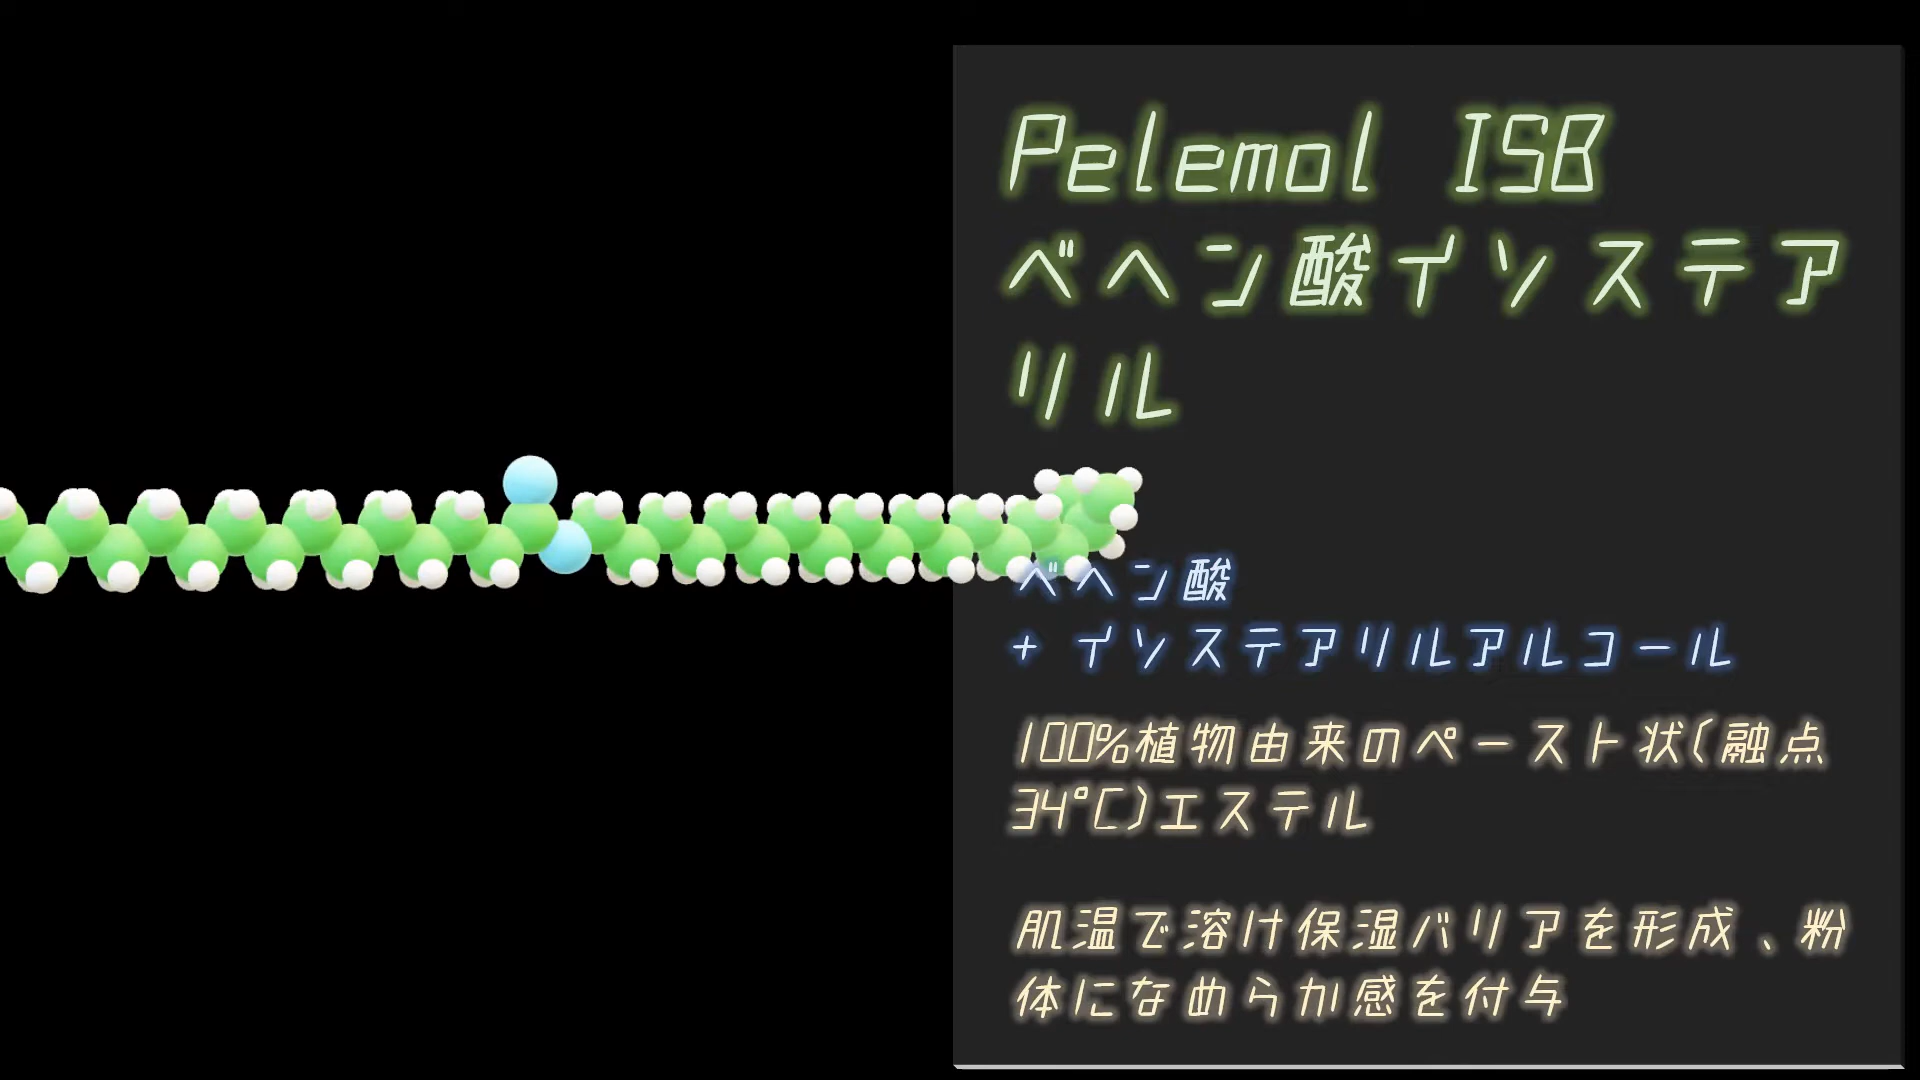 Pelemol ISB
ベヘン酸イソステア
リル
ベヘン酸
+ イソステアリルアルコール
100%植物由来のペースト状(融点
34℃)エステル
肌温で溶け保湿バリアを形成、粉
体になめらか感を付与